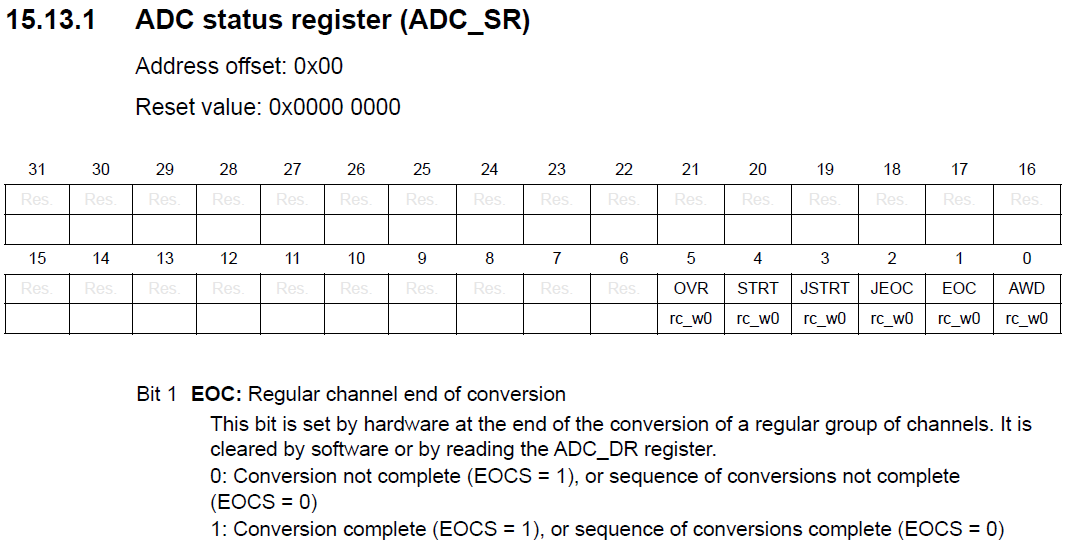 15.13.1 ADC status register (ADC_SR)
Address offset: 0x00
Reset value: 0x0000 0000
31 30 29 28 27 26 25 24 23 22 21 20 19 18 17 16
Res. Res. Res. Res. Res. Res. Res. Res. Res. Res. Res. Res. Res. Res. Res. Res.
15 14 13 12 11 10 9 8 7 6 5 4 3 2 1 0
Res. Res. Res. Res. Res. Res. Res. Res. Res. Res. OVR STRT JSTRT JEOC EOC AWD
rc_w0 rc_w0 rc_w0 rc_w0 rc_w0 rc_w0
Bit 1 EOC: Regular channel end of conversion
This bit is set by hardware at the end of the conversion of a regular group of channels. It is
cleared by software or by reading the ADC_DR register.
0: Conversion not complete (EOCS = 1), or sequence of conversions not complete
(EOCS = 0)
1: Conversion complete (EOCS = 1), or sequence of conversions complete (EOCS = 0)